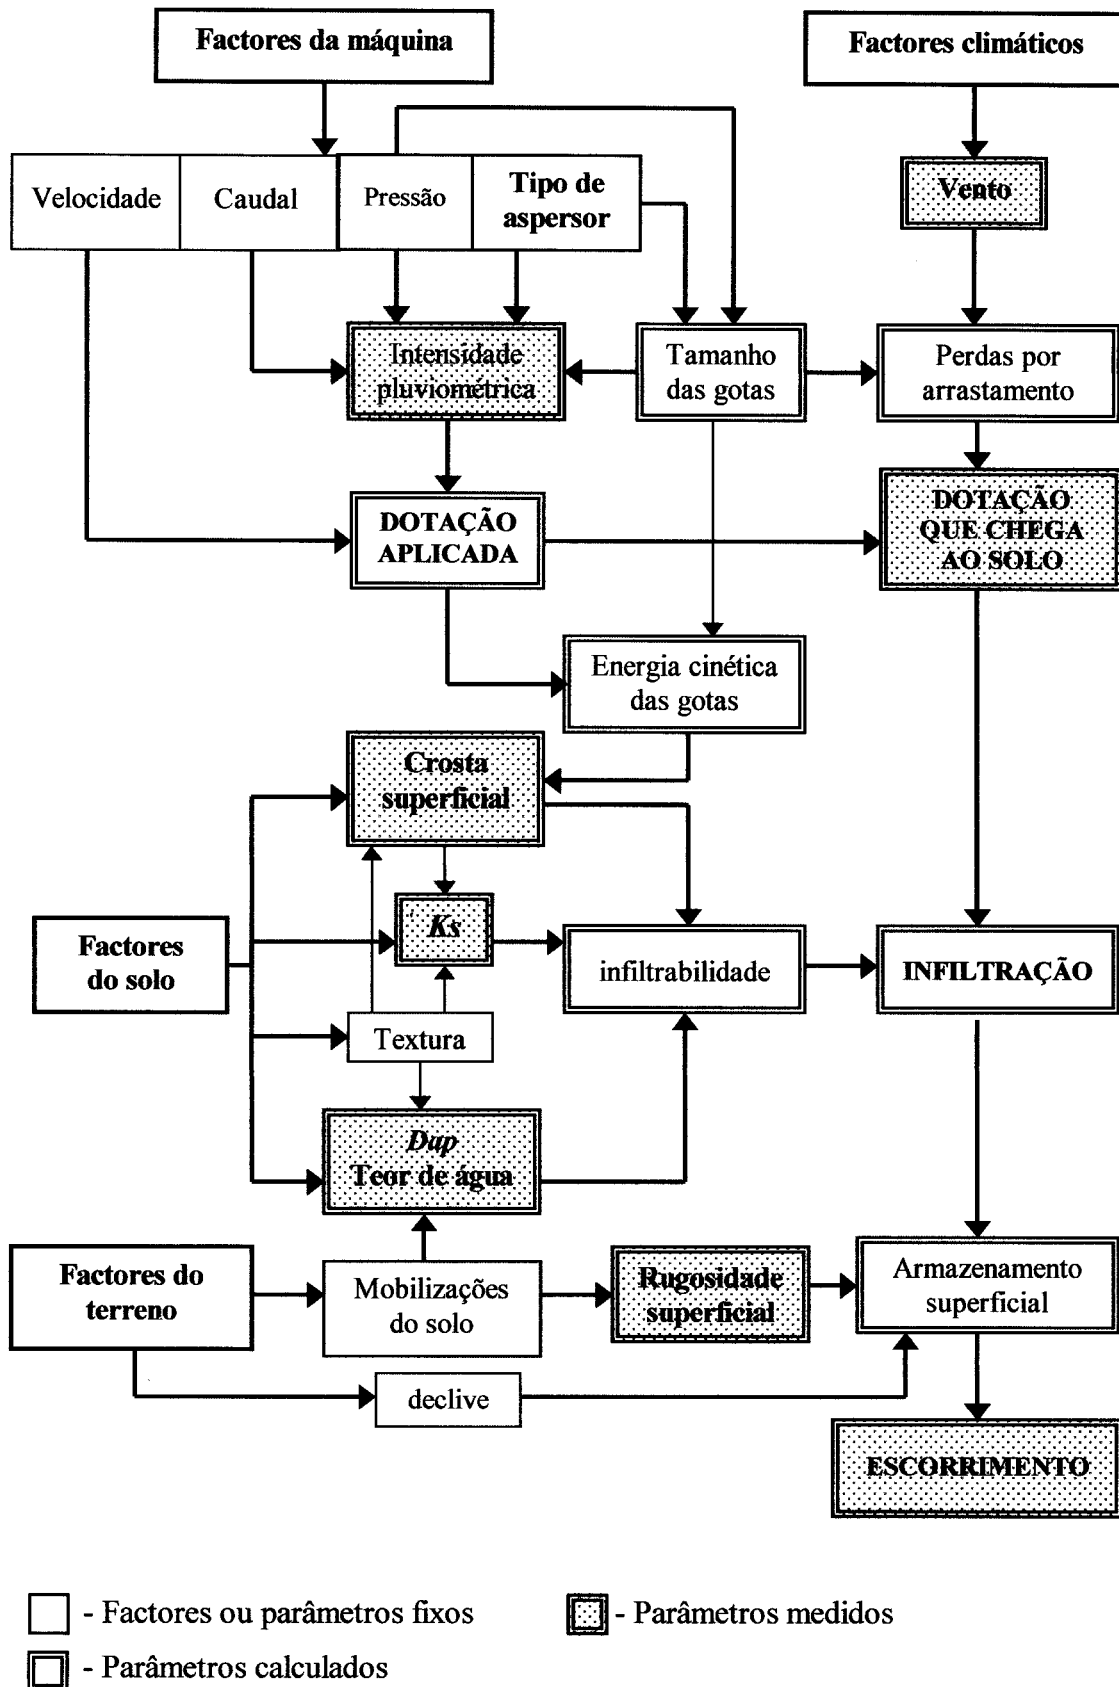 Factores da máquina
Factores climáticos
Velocidade
Caudal
Pressão
Tipo de
aspersor
Vento
Intensidade
pluviométrica
Tamanho
das gotas
Perdas por
arrastamento
DOTAÇÃO
APLICADA
DOTAÇÃO
QUE CHEGA
AO SOLO
Energia cinética
das gotas
Crosta
superficial
Ks
Factores
do solo
infiltrabilidade
INFILTRAÇÃO
Textura
Dap
Teor de água
Factores do
terreno
Mobilizações
do solo
Rugosidade
superficial
Armazenamento
superficial
declive
ESCORRIMENTO
- Factores ou parâmetros fixos
- Parâmetros medidos
- Parâmetros calculados